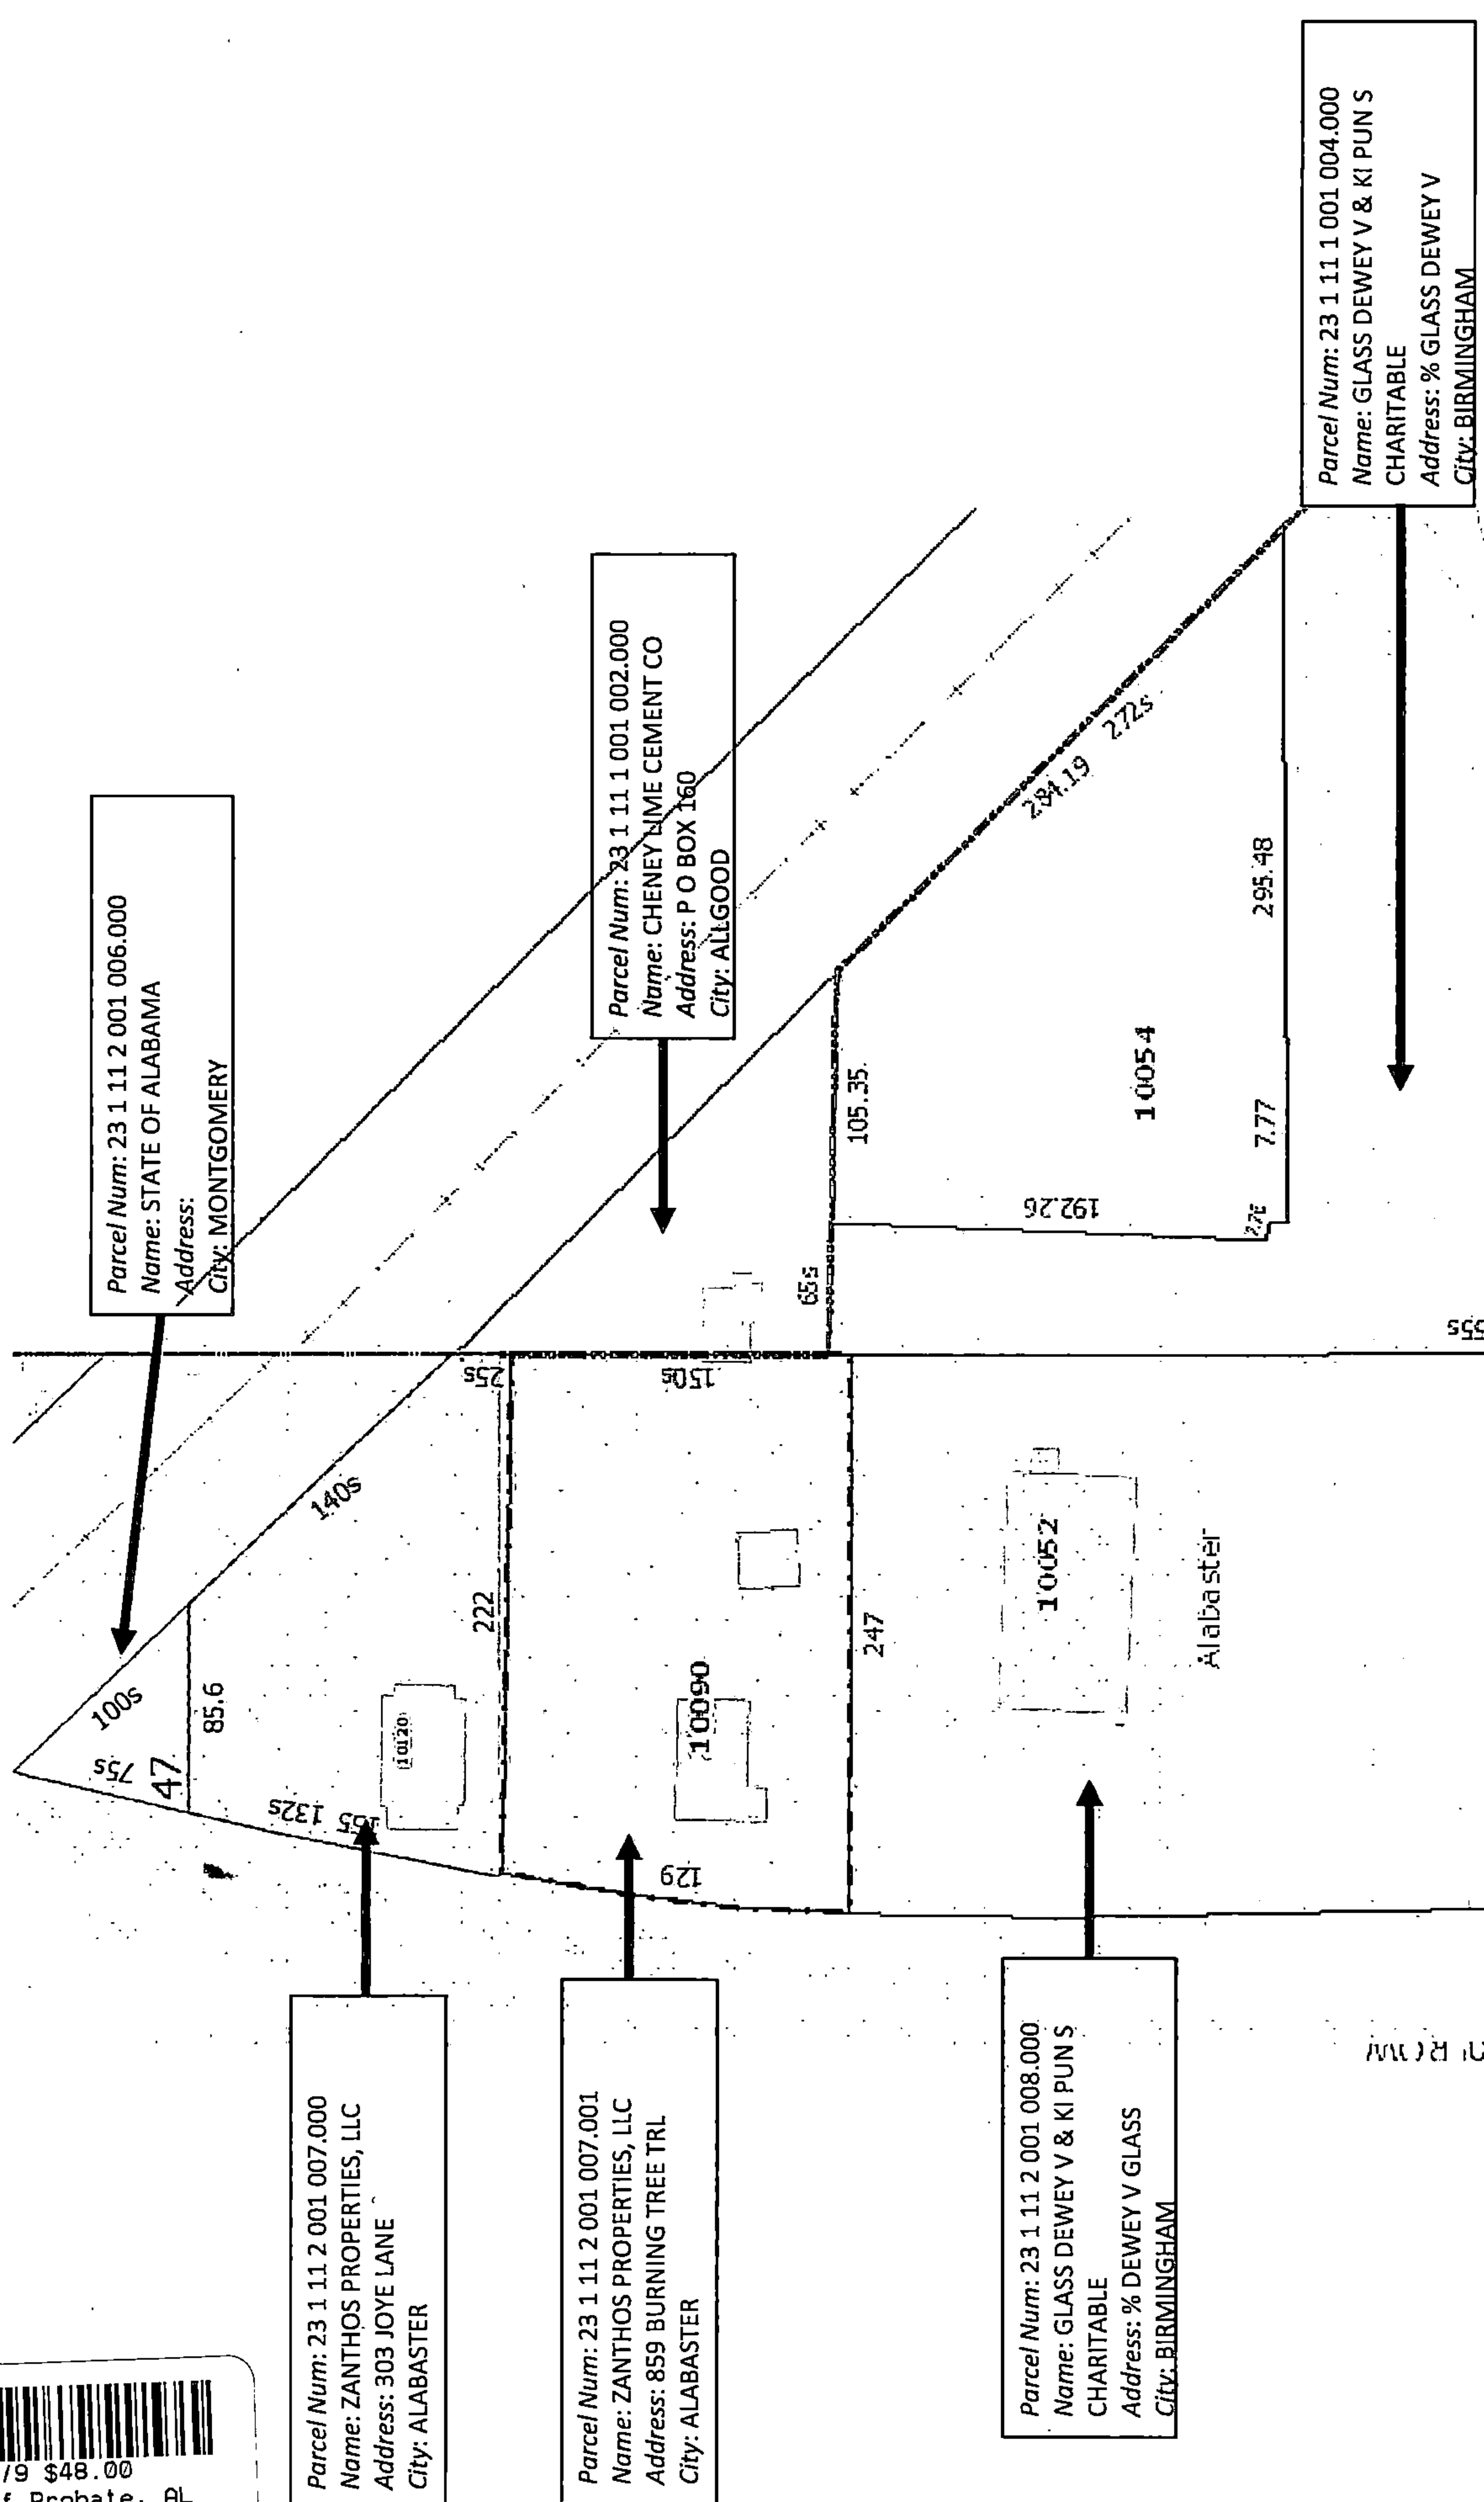 Parcel Num: 23 1 11 2 001 006.000
Name: STATE OF ALABAMA
Address:
City: MONTGOMERY
Parcel Num: 23 1 11 1 001 002.000
Name: CHENEY LIME CEMENT CO
Address: P O BOX 160
City: ALLGOOD
Parcel Num: 23 1 11 1 001 004.000
Name: GLASS DEWEY V & KI PUN S
CHARITABLE
Address: % GLASS DEWEY V
City: BIRMINGHAM
100s
75s
47
85.6
132s
155
140s
10120
222
25s
150s
10090
129
247
65s
105.35
192.26
10054
284.19
272s
295.48
7.77
10052
Alabaster
Parcel Num: 23 1 11 2 001 007.000
Name: ZANTHOS PROPERTIES, LLC
Address: 303 JOYE LANE
City: ALABASTER
Parcel Num: 23 1 11 2 001 007.001
Name: ZANTHOS PROPERTIES, LLC
Address: 859 BURNING TREE TRL
City: ALABASTER
Parcel Num: 23 1 11 2 001 008.000
Name: GLASS DEWEY V & KI PUN S
CHARITABLE
Address: % DEWEY V GLASS
City: BIRMINGHAM
/9 $48.00
f Probate, AL